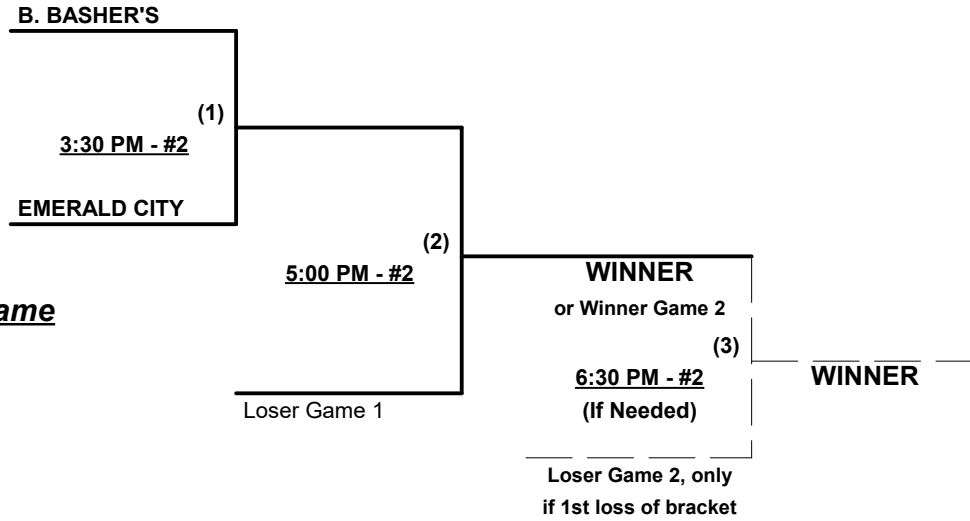 B. BASHER'S
(1)
3:30 PM - #2
EMERALD CITY
(2)
5:00 PM - #2
WINNER
or Winner Game 2
(3)
6:30 PM - #2
(If Needed)
WINNER
Loser Game 1
Loser Game 2, only
if 1st loss of bracket